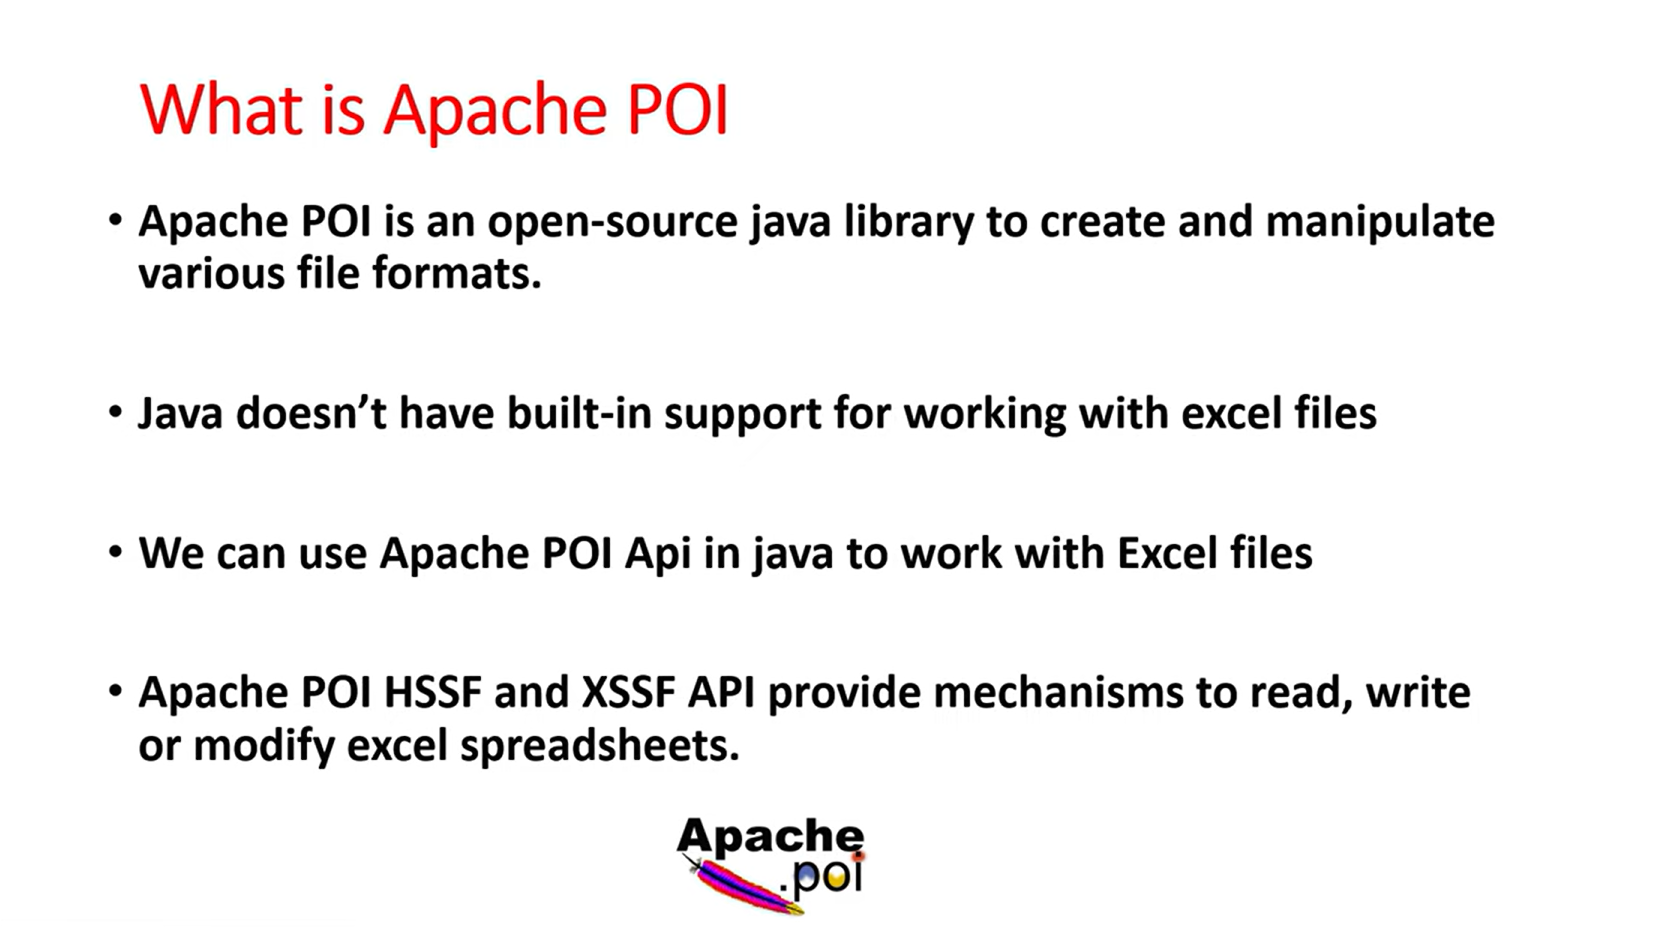 What is Apache POI
• Apache POI is an open-source java library to create and manipulate
various file formats.
• Java doesn’t have built-in support for working with excel files
• We can use Apache POI Api in java to work with Excel files
• Apache POI HSSF and XSSF API provide mechanisms to read, write
or modify excel spreadsheets.
Apache
.poi